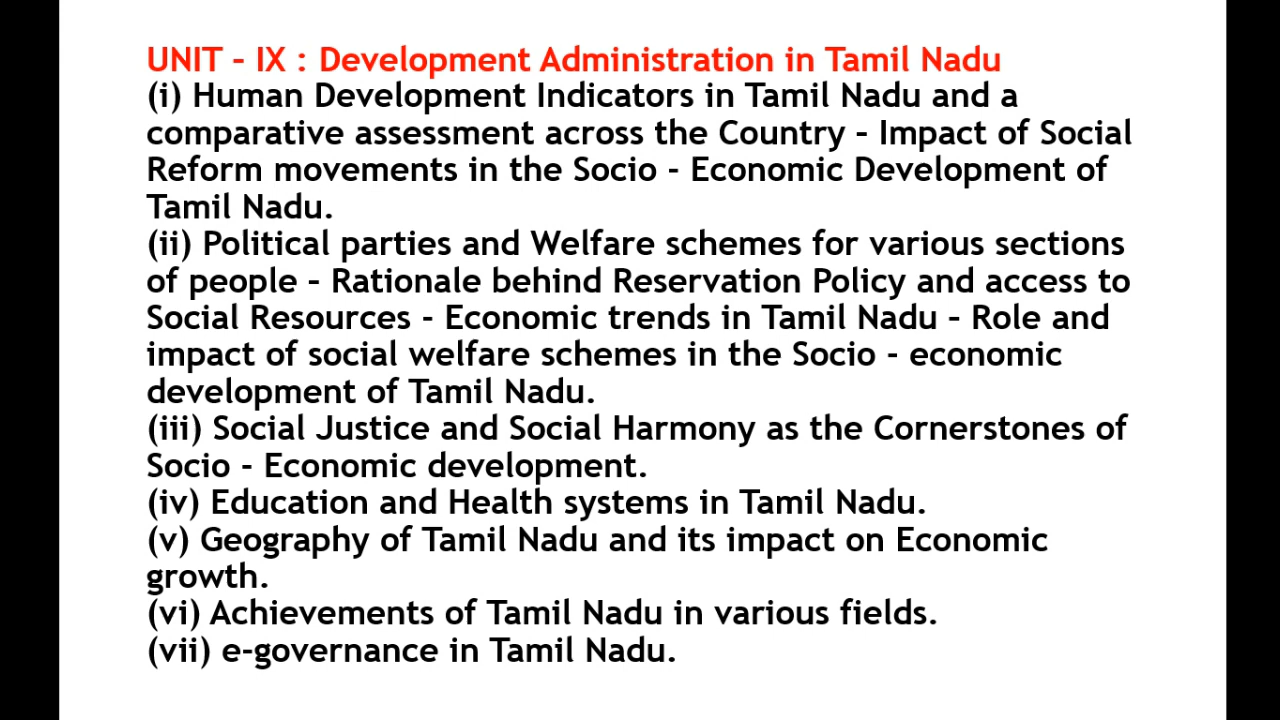 UNIT – IX : Development Administration in Tamil Nadu
(i) Human Development Indicators in Tamil Nadu and a
comparative assessment across the Country – Impact of Social
Reform movements in the Socio - Economic Development of
Tamil Nadu.
(ii) Political parties and Welfare schemes for various sections
of people – Rationale behind Reservation Policy and access to
Social Resources - Economic trends in Tamil Nadu – Role and
impact of social welfare schemes in the Socio - economic
development of Tamil Nadu.
(iii) Social Justice and Social Harmony as the Cornerstones of
Socio - Economic development.
(iv) Education and Health systems in Tamil Nadu.
(v) Geography of Tamil Nadu and its impact on Economic
growth.
(vi) Achievements of Tamil Nadu in various fields.
(vii) e-governance in Tamil Nadu.